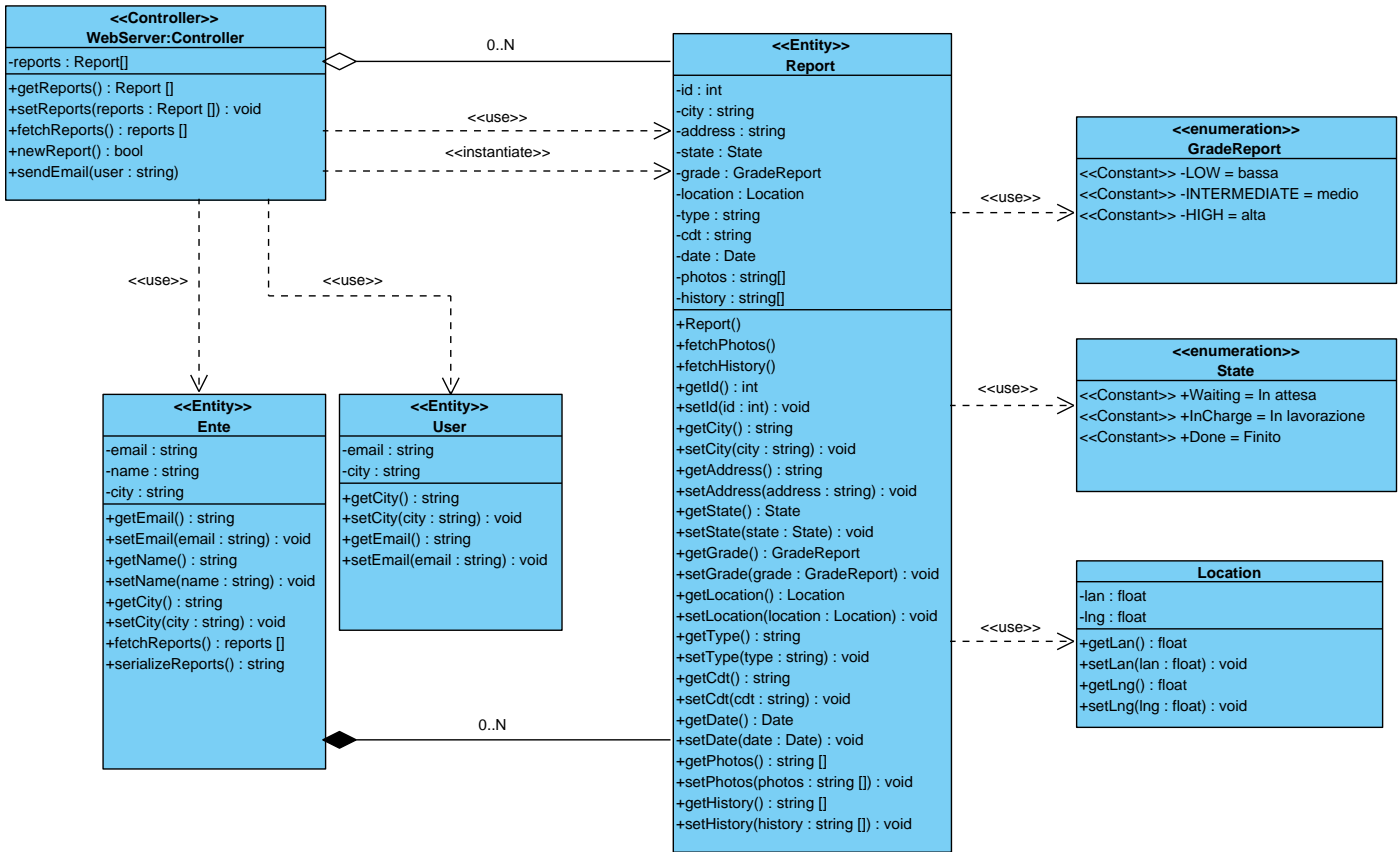 <<Controller>>
WebServer:Controller
-reports : Report[]
+getReports() : Report []
+setReports(reports : Report []) : void
+fetchReports() : reports []
+newReport() : bool
+sendEmail(user : string)
0..N
<<use>>
<<instantiate>>
<<use>>
<<use>>
<<Entity>>
Ente
-email : string
-name : string
-city : string
+getEmail() : string
+setEmail(email : string) : void
+getName() : string
+setName(name : string) : void
+getCity() : string
+setCity(city : string) : void
+fetchReports() : reports []
+serializeReports() : string
<<Entity>>
User
-email : string
-city : string
+getCity() : string
+setCity(city : string) : void
+getEmail() : string
+setEmail(email : string) : void
0..N
<<Entity>>
Report
-id : int
-city : string
-address : string
-state : State
-grade : GradeReport
-location : Location
-type : string
-cdt : string
-date : Date
-photos : string[]
-history : string[]
+Report()
+fetchPhotos()
+fetchHistory()
+getId() : int
+setId(id : int) : void
+getCity() : string
+setCity(city : string) : void
+getAddress() : string
+setAddress(address : string) : void
+getState() : State
+setState(state : State) : void
+getGrade() : GradeReport
+setGrade(grade : GradeReport) : void
+getLocation() : Location
+setLocation(location : Location) : void
+getType() : string
+setType(type : string) : void
+getCdt() : string
+setCdt(cdt : string) : void
+getDate() : Date
+setDate(date : Date) : void
+getPhotos() : string []
+setPhotos(photos : string []) : void
+getHistory() : string []
+setHistory(history : string []) : void
<<use>>
<<enumeration>>
GradeReport
<<Constant>> -LOW = bassa
<<Constant>> -INTERMEDIATE = medio
<<Constant>> -HIGH = alta
<<use>>
<<enumeration>>
State
<<Constant>> +Waiting = In attesa
<<Constant>> +InCharge = In lavorazione
<<Constant>> +Done = Finito
<<use>>
Location
-lan : float
-lng : float
+getLan() : float
+setLan(lan : float) : void
+getLng() : float
+setLng(lng : float) : void